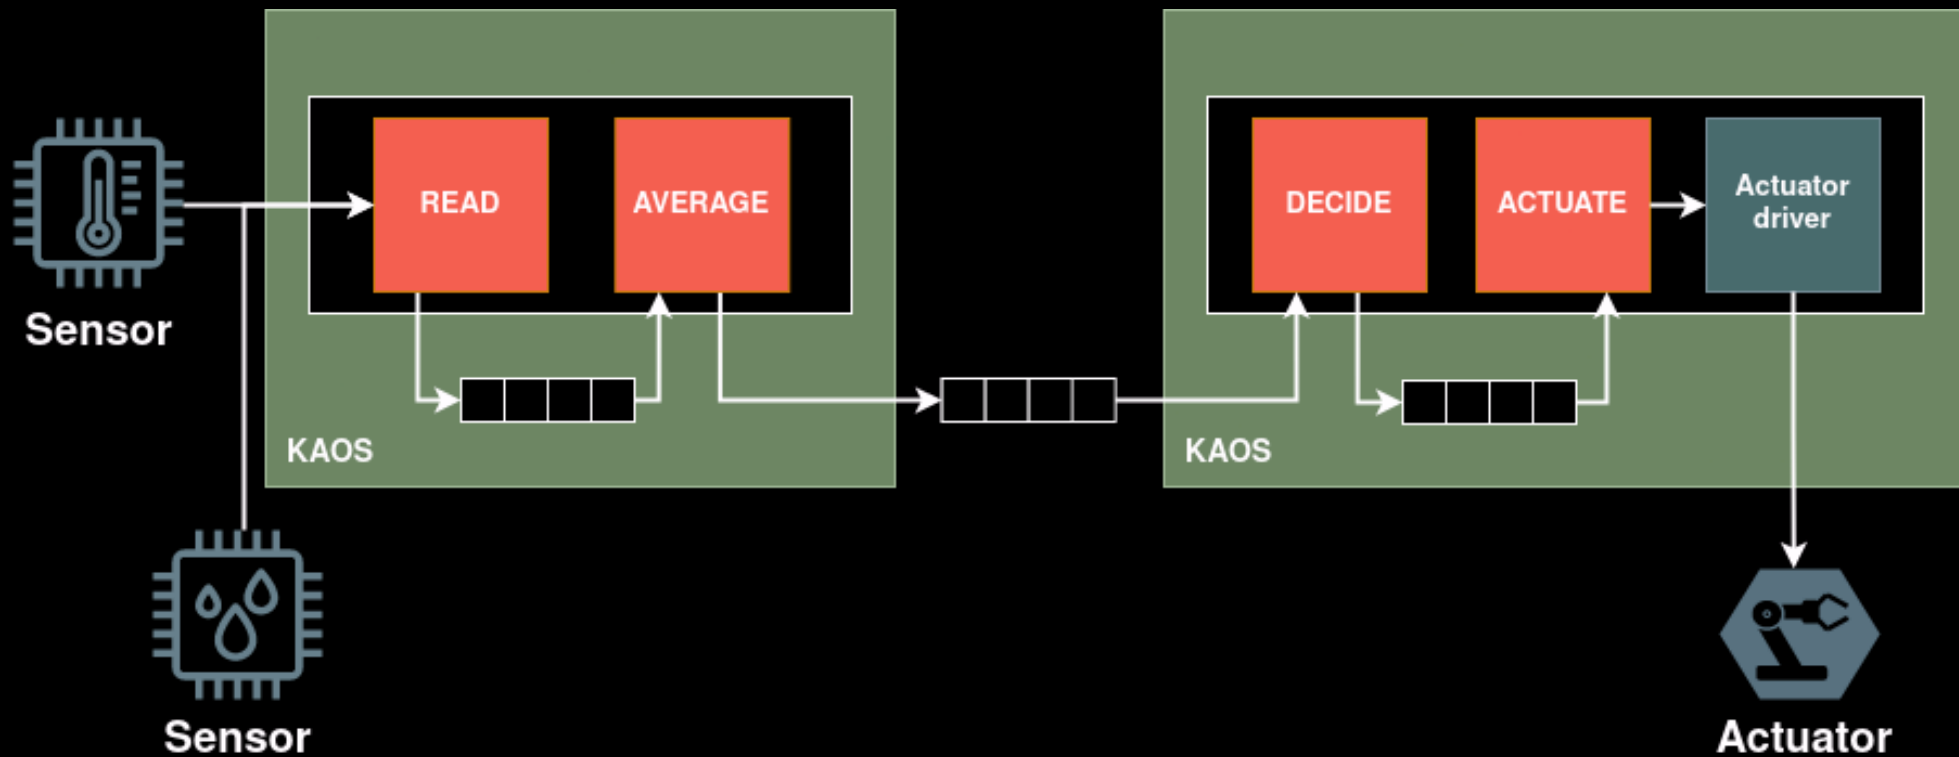 READ
AVERAGE
DECIDE
ACTUATE
Actuator
driver
Sensor
KAOS
KAOS
Sensor
Actuator